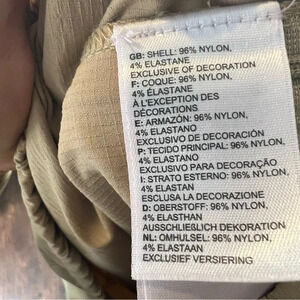 GB: SHELL: 96% NYLON,
4% ELASTANE
EXCLUSIVE OF DECORATION
F: COQUE: 96% NYLON,
4% ÉLASTANE
À L'EXCEPTION DES
DÉCORATIONS
E: ARMAZÓN: 96% NYLON,
4% ELASTANO
EXCLUSIVO DE DECORACIÓN
P: TECIDO PRINCIPAL: 96% NYLON,
4% ELASTANO
EXCLUSIVO PARA DECORAÇÃO
I: STRATO ESTERNO: 96% NYLON,
4% ELASTAN
ESCLUSA LA DECORAZIONE
D: OBERSTOFF: 96% NYLON,
4% ELASTHAN
AUSSCHLIEßLICH DEKORATION
NL: OMHULSEL: 96% NYLON,
4% ELASTAAN
EXCLUSIEF VERSIERING